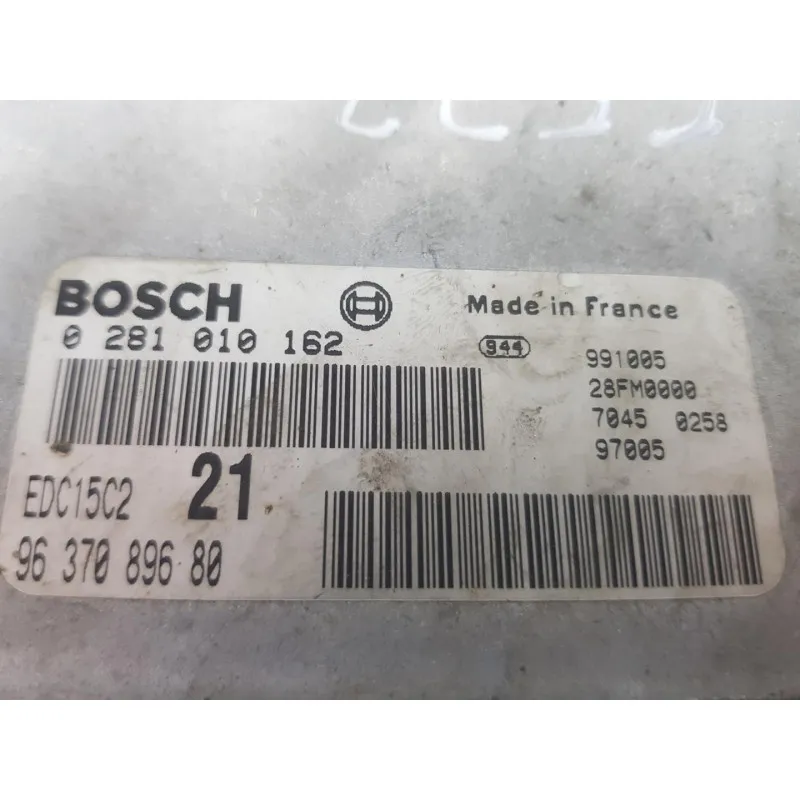 BOSCH
0 281 010 162
EDC15C2 21
96 370 896 80
Made in France
944 991005
28FM0000
7045 0258
97005